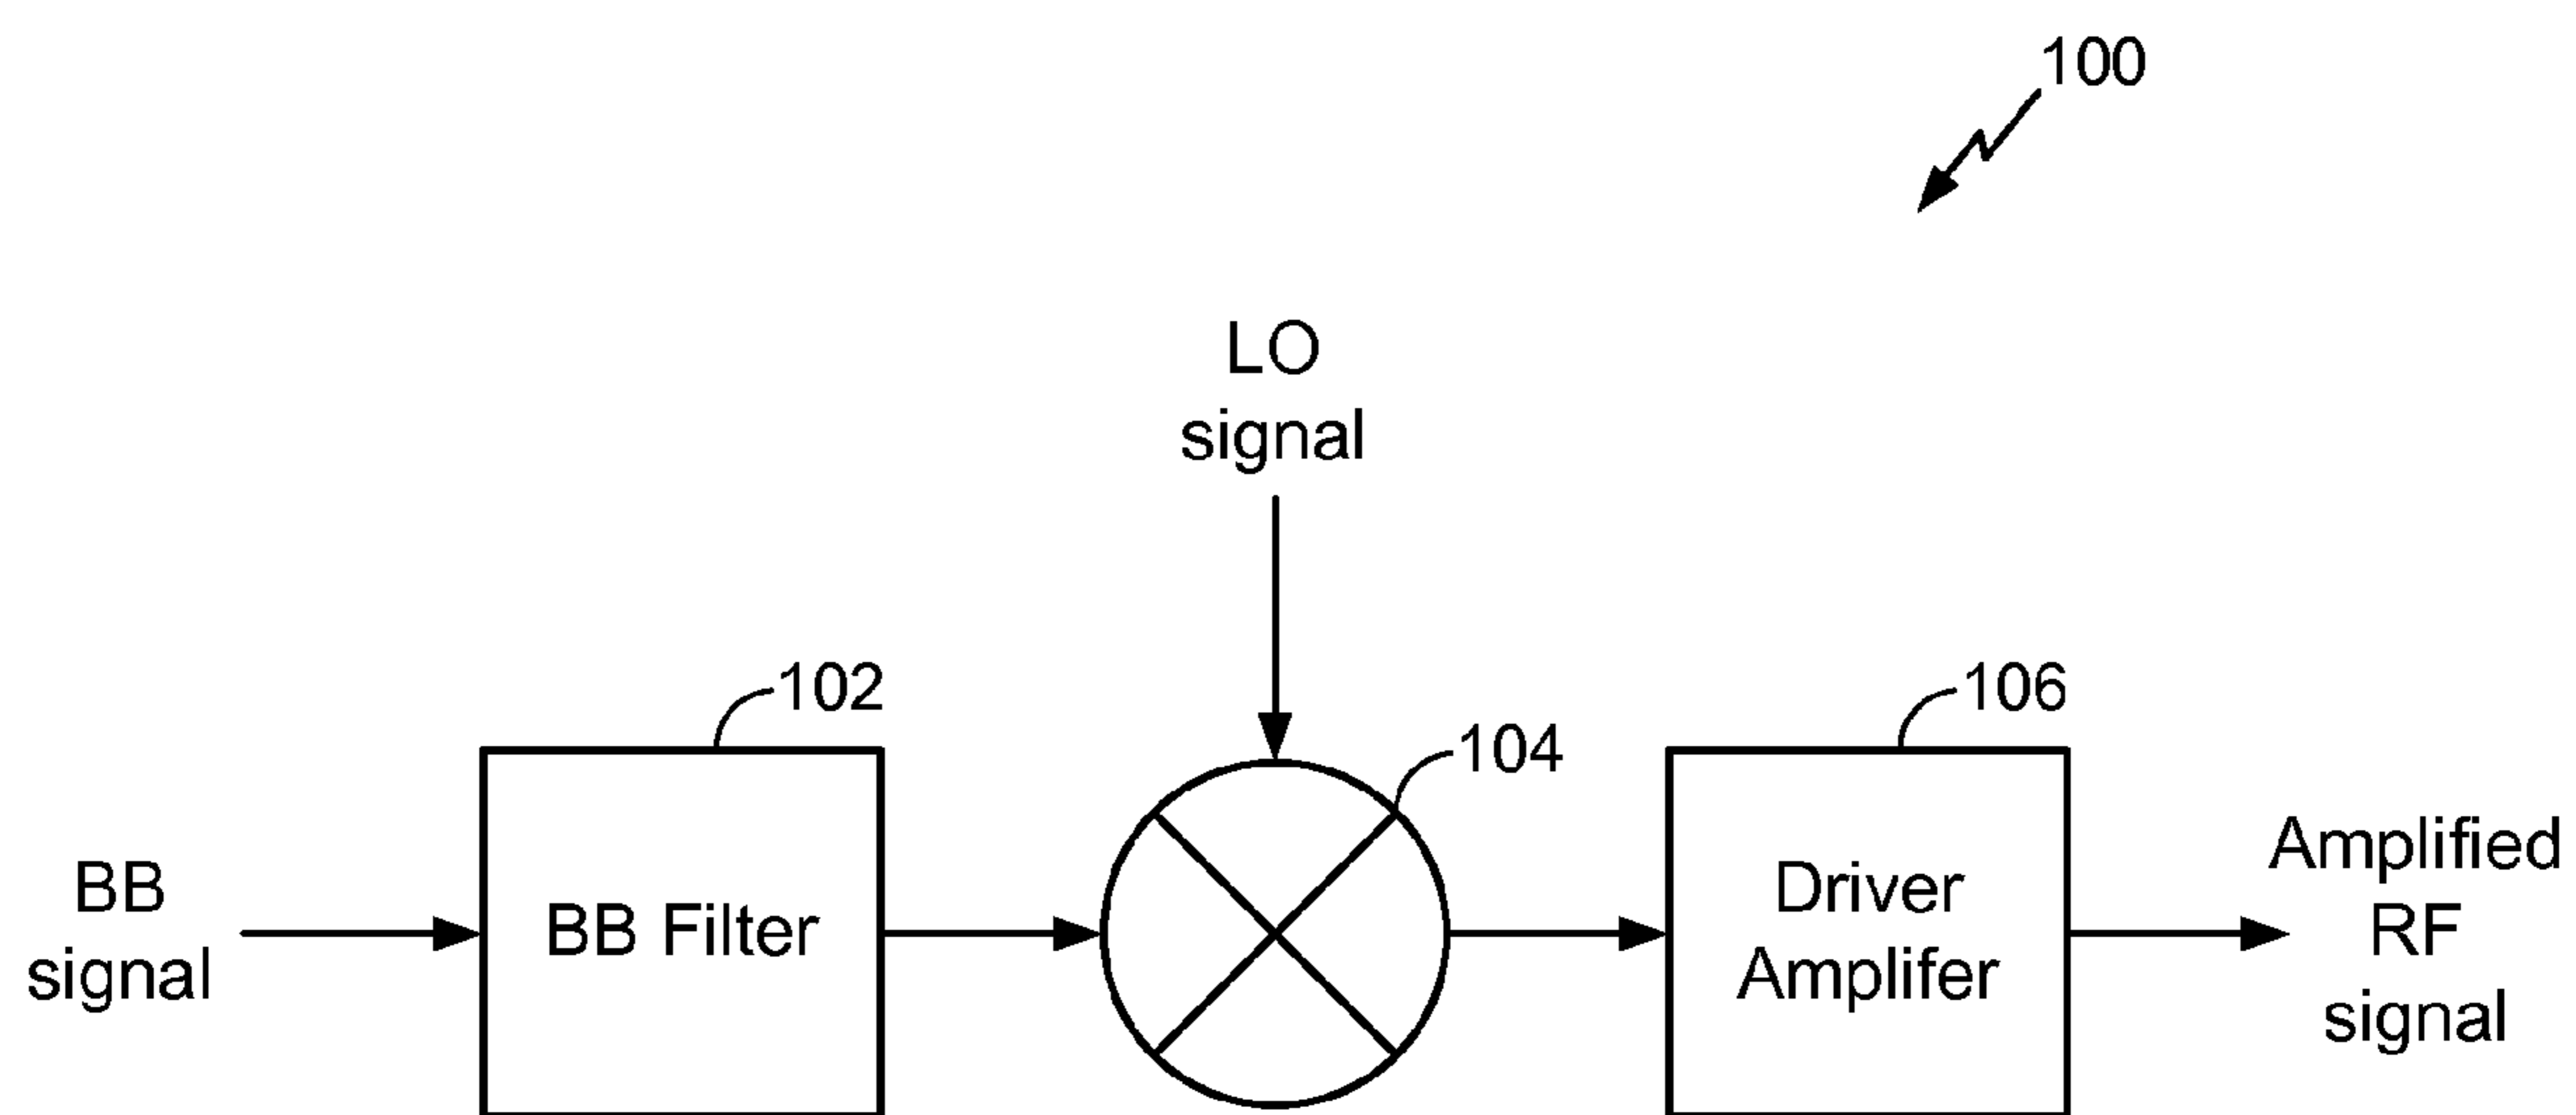 100
LO
signal
102
104
106
BB
signal
BB Filter
Driver
Amplifer
Amplified
RF
signal